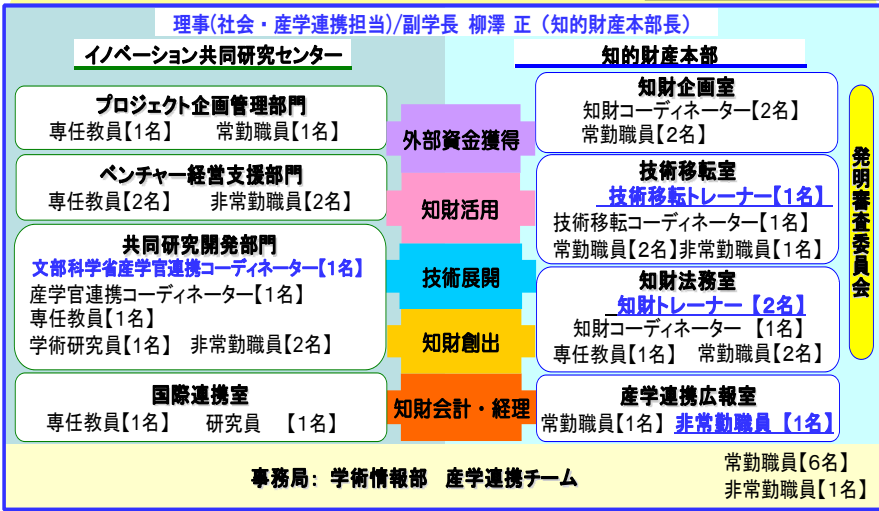 理事(社会・産学連携担当)/副学長 柳澤 正（知的財産本部長）
イノベーション共同研究センター
プロジェクト企画管理部門
専任教員【1名】 常勤職員【1名】
ベンチャー経営支援部門
専任教員【2名】 非常勤職員【2名】
共同研究開発部門
文部科学省産学官連携コーディネーター【1名】
産学官連携コーディネーター【1名】
専任教員【1名】
学術研究員【1名】 非常勤職員【2名】
国際連携室
専任教員【1名】 研究員 【1名】
外部資金獲得
知財活用
技術展開
知財創出
知財会計・経理
知的財産本部
知財企画室
知財コーディネーター【2名】
常勤職員【2名】
技術移転室
技術移転トレーナー【1名】
技術移転コーディネーター【1名】
常勤職員【2名】非常勤職員【1名】
知財法務室
知財トレーナー 【2名】
知財コーディネーター 【1名】
専任教員【1名】 常勤職員【2名】
産学連携広報室
常勤職員【1名】 非常勤職員 【1名】
発明審査委員会
事務局： 学術情報部 産学連携チーム
常勤職員【6名】
非常勤職員【1名】